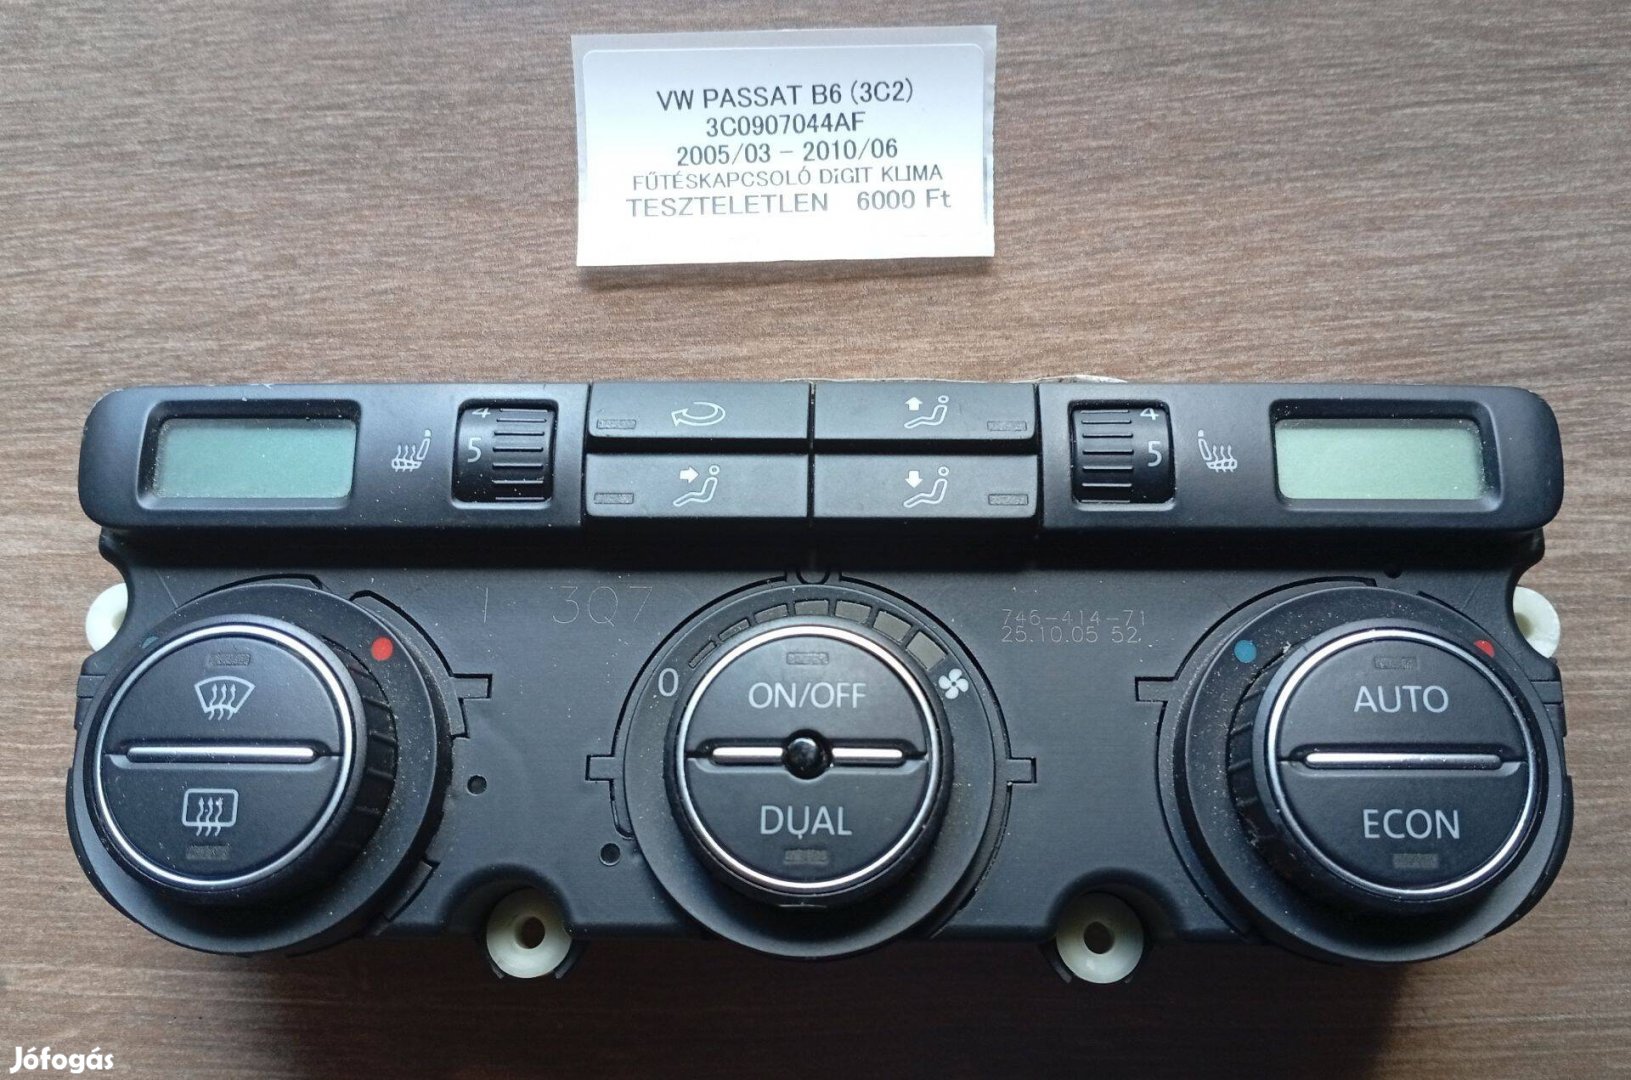 VW PASSAT B6 (3C2)
3C0907044AF
2005/03 - 2010/06
FŰTÉSKAPCSOLÓ DiGIT KLIMA
TESZTELETLEN 6000 Ft
4
5
4
5
3Q7
746-414-71
25.10.05 52
0
ON/OFF
DUAL
AUTO
ECON
Jófogás